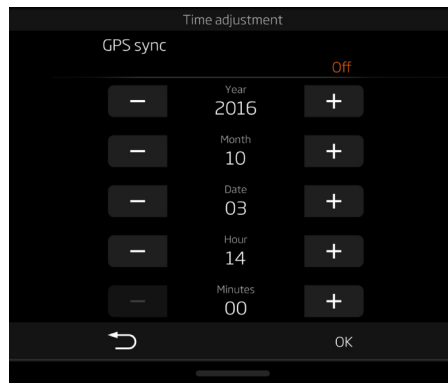 Time adjustment
GPS sync
Off
Year
− 2016 +
Month
− 10 +
Date
− 03 +
Hour
− 14 +
Minutes
− 00 +
OK